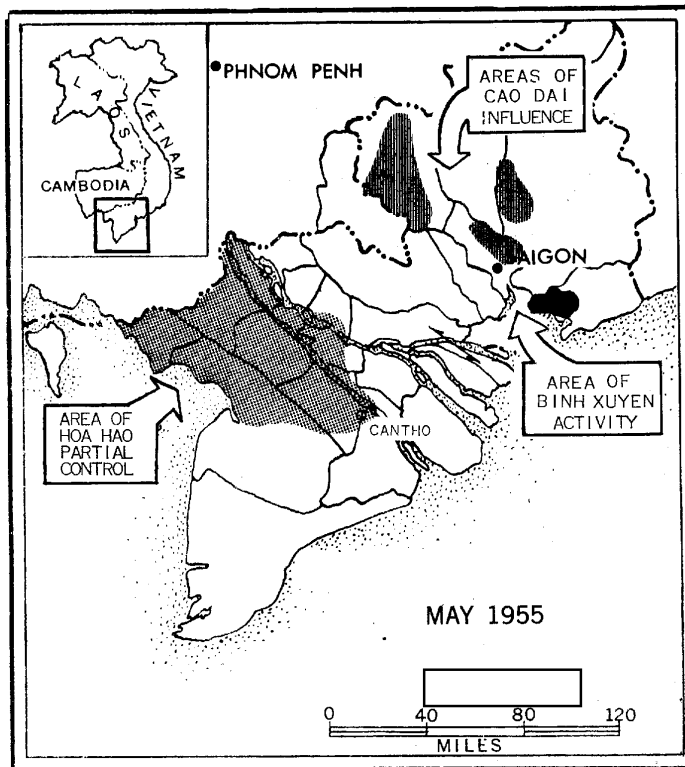 LAOS
VIETNAM
CAMBODIA
PHNOM PENH
AREAS OF
CAO DAI
INFLUENCE
SAIGON
AREA OF
BINH XUYEN
ACTIVITY
AREA OF
HOA HAO
PARTIAL
CONTROL
CANTHO
MAY 1955
0 40 80 120
MILES